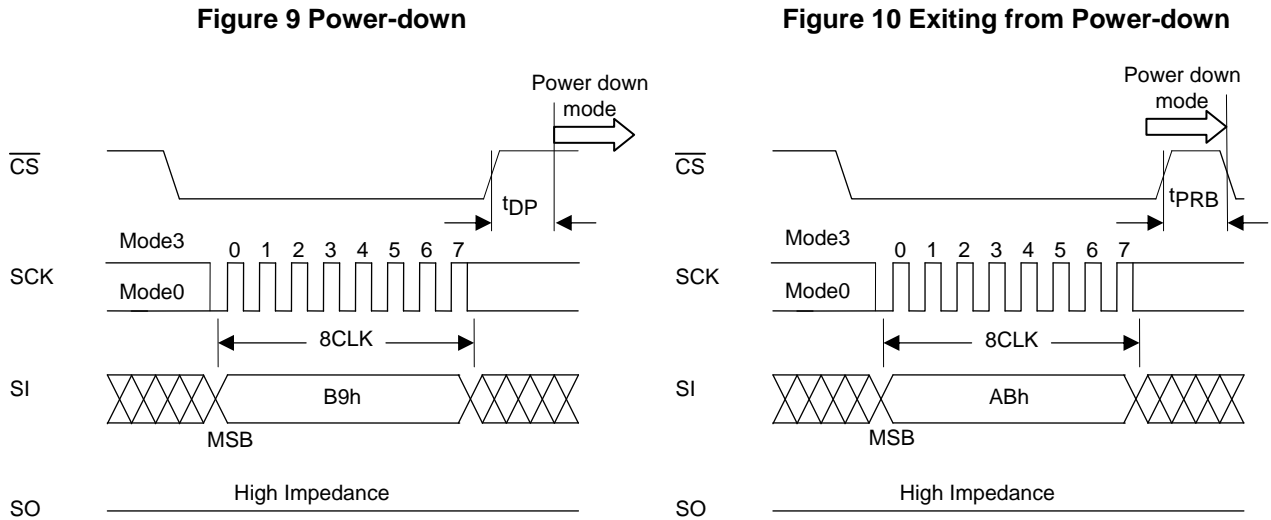 Figure 9 Power-down
Power down
mode
CS
tDP
Mode3
0 1 2 3 4 5 6 7
SCK
Mode0
8CLK
SI
B9h
MSB
High Impedance
SO
Figure 10 Exiting from Power-down
Power down
mode
CS
tPRB
Mode3
0 1 2 3 4 5 6 7
SCK
Mode0
8CLK
SI
ABh
MSB
High Impedance
SO